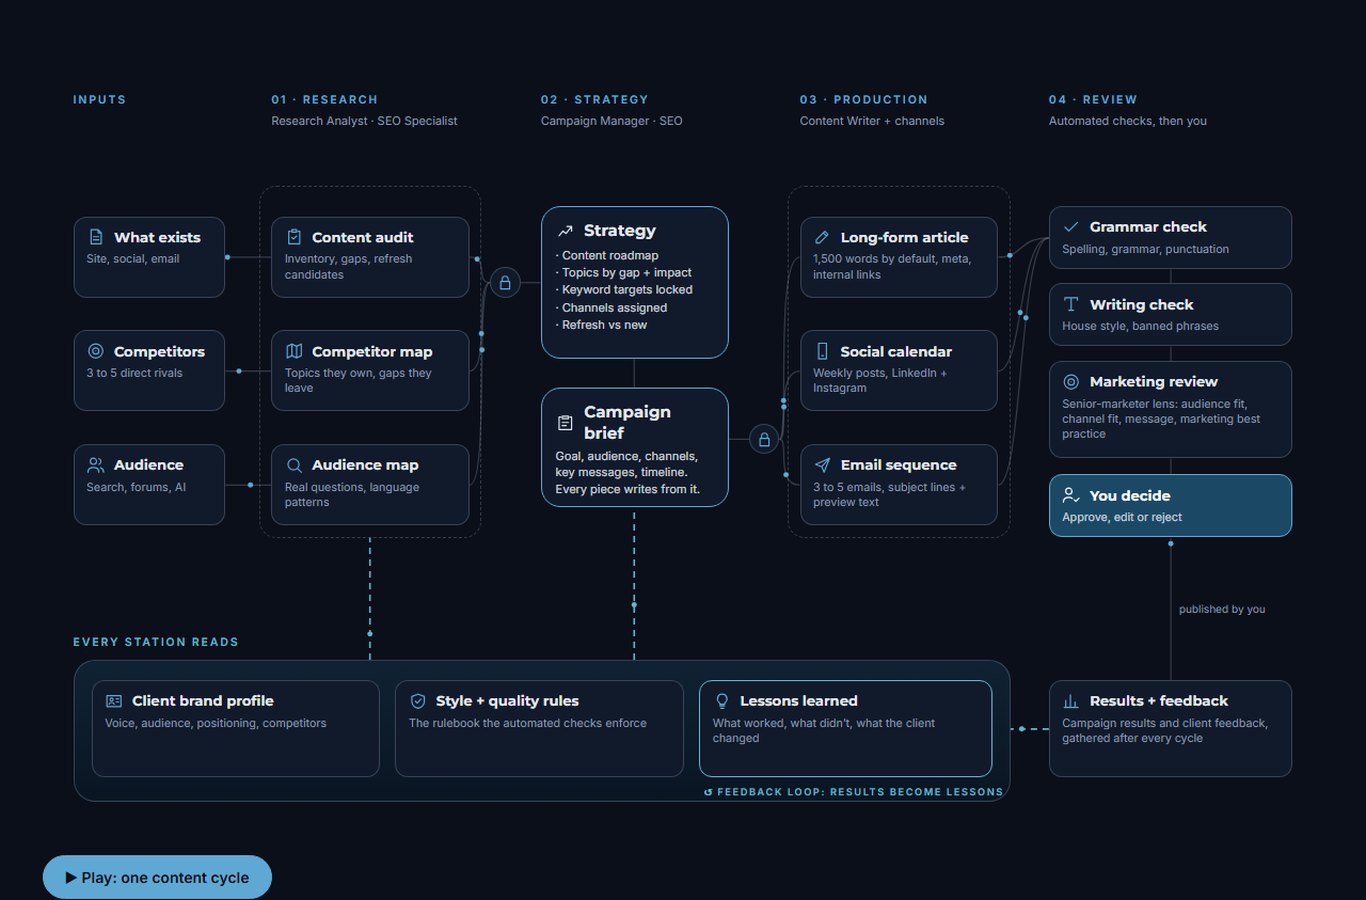 INPUTS
01 · RESEARCH
Research Analyst · SEO Specialist
02 · STRATEGY
Campaign Manager · SEO
03 · PRODUCTION
Content Writer + channels
04 · REVIEW
Automated checks, then you
What exists
Site, social, email
Competitors
3 to 5 direct rivals
Audience
Search, forums, AI
Content audit
Inventory, gaps, refresh
candidates
Competitor map
Topics they own, gaps they
leave
Audience map
Real questions, language
patterns
Strategy
· Content roadmap
· Topics by gap + impact
· Keyword targets locked
· Channels assigned
· Refresh vs new
Campaign
brief
Goal, audience, channels,
key messages, timeline.
Every piece writes from it.
Long-form article
1,500 words by default, meta,
internal links
Social calendar
Weekly posts, LinkedIn +
Instagram
Email sequence
3 to 5 emails, subject lines +
preview text
Grammar check
Spelling, grammar, punctuation
Writing check
House style, banned phrases
Marketing review
Senior-marketer lens: audience fit,
channel fit, message, marketing best
practice
You decide
Approve, edit or reject
published by you
EVERY STATION READS
Client brand profile
Voice, audience, positioning, competitors
Style + quality rules
The rulebook the automated checks enforce
Lessons learned
What worked, what didn't, what the client
changed
↺ FEEDBACK LOOP: RESULTS BECOME LESSONS
Results + feedback
Campaign results and client feedback,
gathered after every cycle
▶ Play: one content cycle